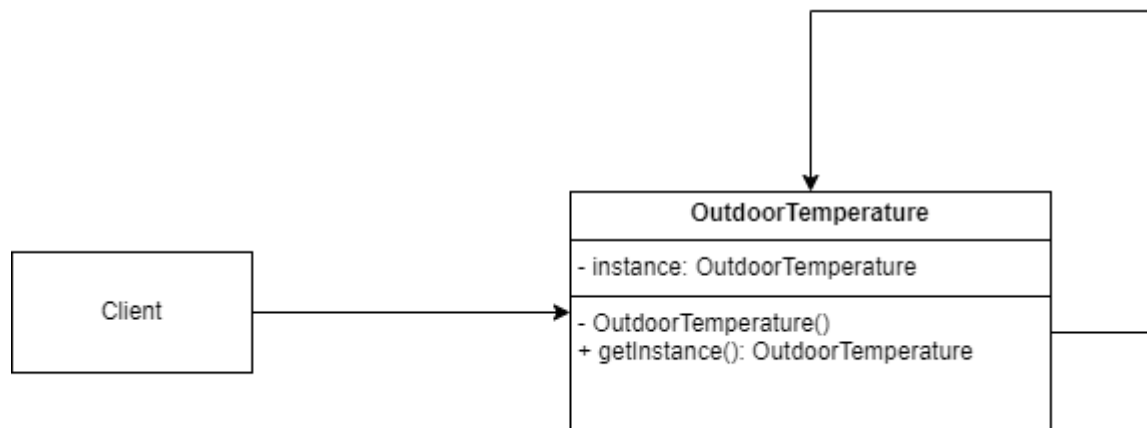 OutdoorTemperature
- instance: OutdoorTemperature
Client
- OutdoorTemperature()
+ getInstance(): OutdoorTemperature